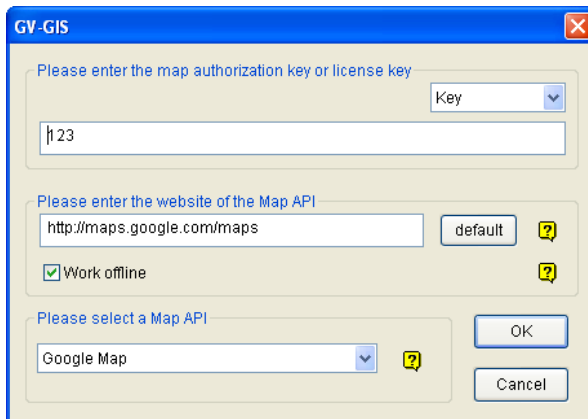 GV-GIS
Please enter the map authorization key or license key
Key
123
Please enter the website of the Map API
http://maps.google.com/maps
default
?
Work offline
?
Please select a Map API
Google Map
?
OK
Cancel